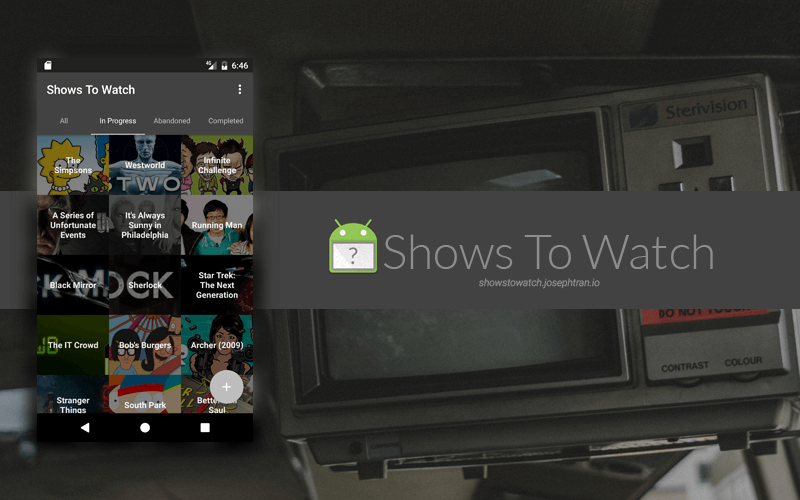 4G 6:46
Shows To Watch
All In Progress Abandoned Completed
The
Simpsons
Westworld
TWO
Infinite
Challenge
A Series of
Unfortunate
Events
It's Always
Sunny in
Philadelphia
Running Man
Black Mirror
Sherlock
OCK
Star Trek:
The Next
Generation
The IT Crowd
Bob's Burgers
Archer (2009)
Stranger
Things
South Park
Better
Saul
+
?
Shows To Watch
showstowatch.josephtran.io
Sterivision
DO NOT TOUCH
CONTRAST COLOUR